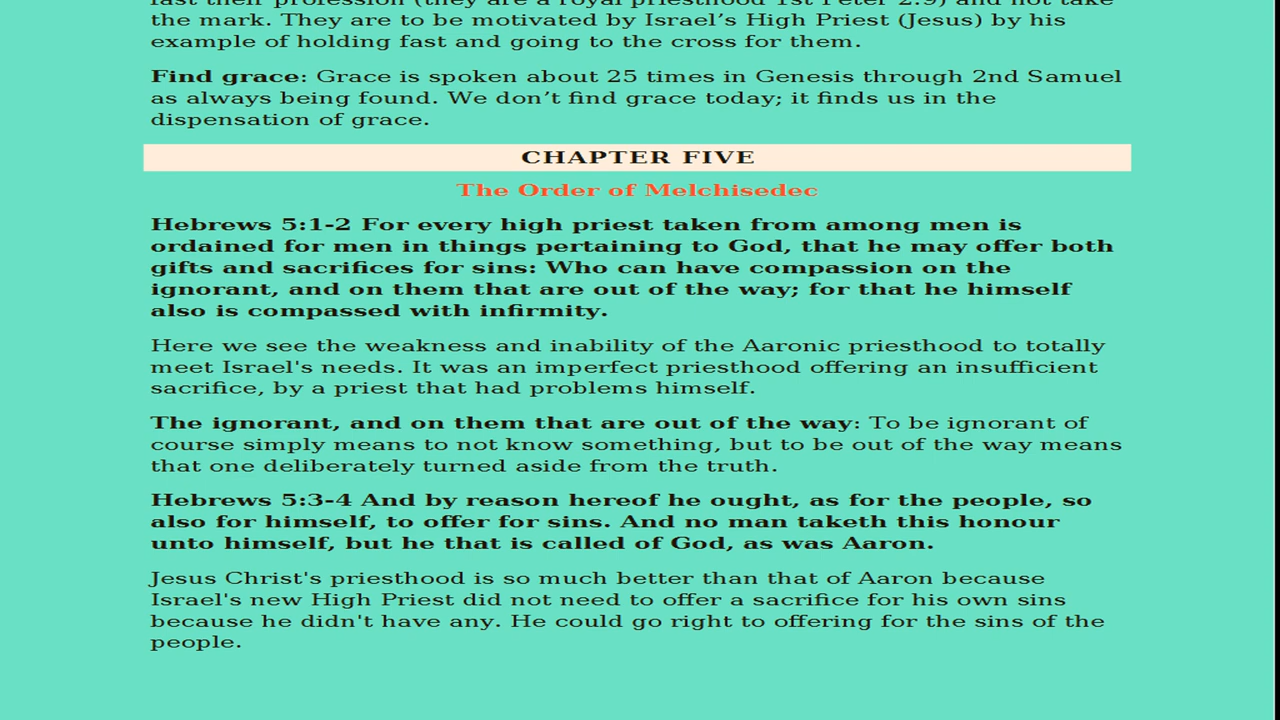 fast their profession (they are a royal priesthood 1st Peter 2:9) and not take
the mark. They are to be motivated by Israel’s High Priest (Jesus) by his
example of holding fast and going to the cross for them.
Find grace: Grace is spoken about 25 times in Genesis through 2nd Samuel
as always being found. We don’t find grace today; it finds us in the
dispensation of grace.
CHAPTER FIVE
The Order of Melchisedec
Hebrews 5:1-2 For every high priest taken from among men is
ordained for men in things pertaining to God, that he may offer both
gifts and sacrifices for sins: Who can have compassion on the
ignorant, and on them that are out of the way; for that he himself
also is compassed with infirmity.
Here we see the weakness and inability of the Aaronic priesthood to totally
meet Israel's needs. It was an imperfect priesthood offering an insufficient
sacrifice, by a priest that had problems himself.
The ignorant, and on them that are out of the way: To be ignorant of
course simply means to not know something, but to be out of the way means
that one deliberately turned aside from the truth.
Hebrews 5:3-4 And by reason hereof he ought, as for the people, so
also for himself, to offer for sins. And no man taketh this honour
unto himself, but he that is called of God, as was Aaron.
Jesus Christ's priesthood is so much better than that of Aaron because
Israel's new High Priest did not need to offer a sacrifice for his own sins
because he didn't have any. He could go right to offering for the sins of the
people.